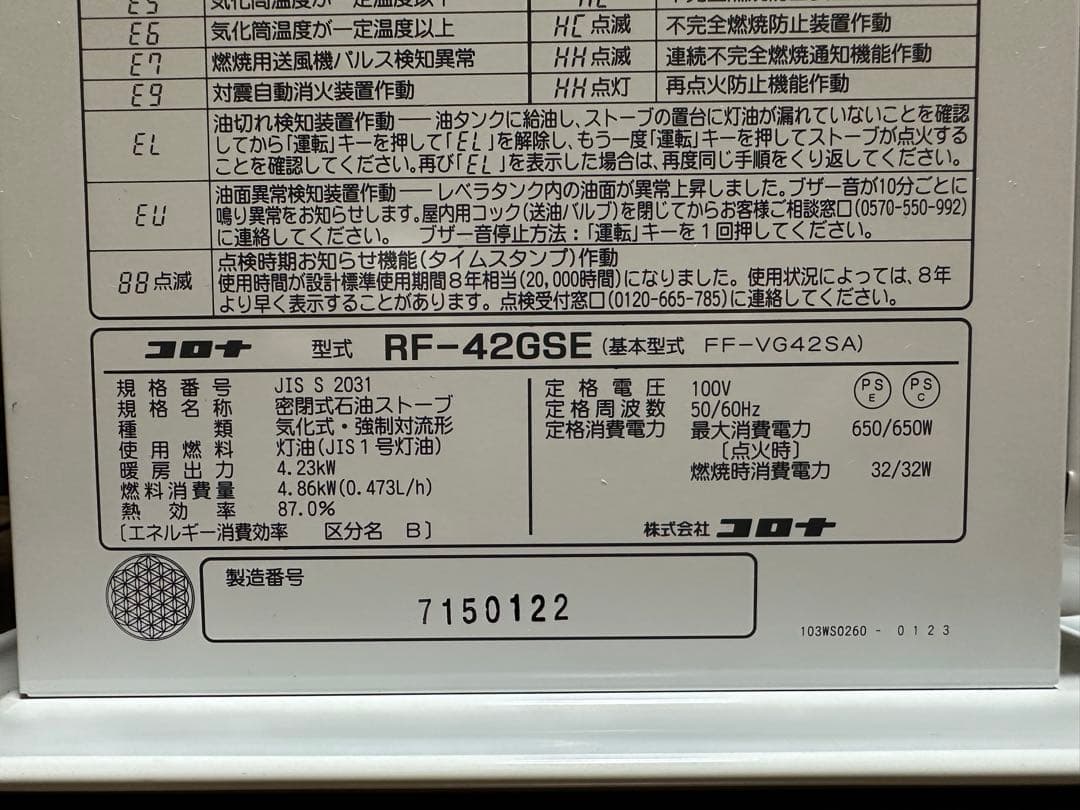 E5 気化筒温度が一定温度以下 HE
E6 気化筒温度が一定温度以上 HC点滅 不完全燃焼防止装置作動
E7 燃焼用送風機パルス検知異常 HH点滅 連続不完全燃焼通知機能作動
E9 対震自動消火装置作動 HH点灯 再点火防止機能作動
油切れ検知装置作動──油タンクに給油し、ストーブの置台に灯油が漏れていないことを確認
EL してから「運転」キーを押して「EL」を解除し、もう一度「運転」キーを押してストーブが点火する
ことを確認してください。再び「EL」を表示した場合は、再度同じ手順をくり返してください。
油面異常検知装置作動──レベラタンク内の油面が異常上昇しました。ブザー音が10分ごとに
EU 鳴り異常をお知らせします。屋内用コック(送油バルブ)を閉じてからお客様ご相談窓口(0570-550-992)
に連絡してください。 ブザー音停止方法:「運転」キーを1回押してください。
点検時期お知らせ機能(タイムスタンプ)作動
88点滅 使用時間が設計標準使用期間8年相当(20,000時間)になりました。使用状況によっては、8年
より早く表示することがあります。点検受付窓口(0120-665-785)に連絡してください。
コロナ 型式 RF-42GSE(基本型式 FF-VG42SA)
規格番号 JIS S 2031
規格名称 密閉式石油ストーブ
種類 気化式・強制対流形
使用燃料 灯油(JIS1号灯油)
暖房出力 4.23kW
燃料消費量 4.86kW(0.473L/h)
熱効率 87.0%
〔エネルギー消費効率 区分名 B〕
定格電圧 100V
PS E PS C
定格周波数 50/60Hz
定格消費電力 最大消費電力 650/650W
〔点火時〕
燃焼時消費電力 32/32W
株式会社 コロナ
製造番号
7150122
103WS0260 - 0123